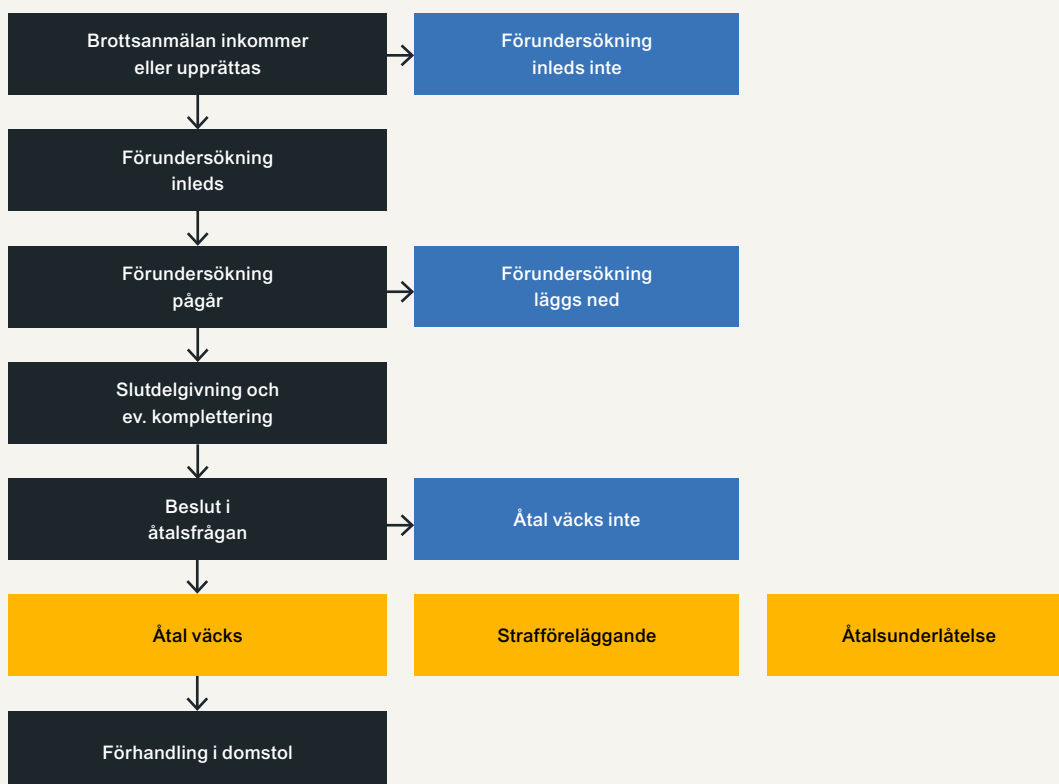 Brottsanmälan inkommer
eller upprättas
Förundersökning
inleds inte
Förundersökning
inleds
Förundersökning
pågår
Förundersökning
läggs ned
Slutdelgivning och
ev. komplettering
Beslut i
åtalsfrågan
Åtal väcks inte
Åtal väcks
Strafföreläggande
Åtalsunderlåtelse
Förhandling i domstol